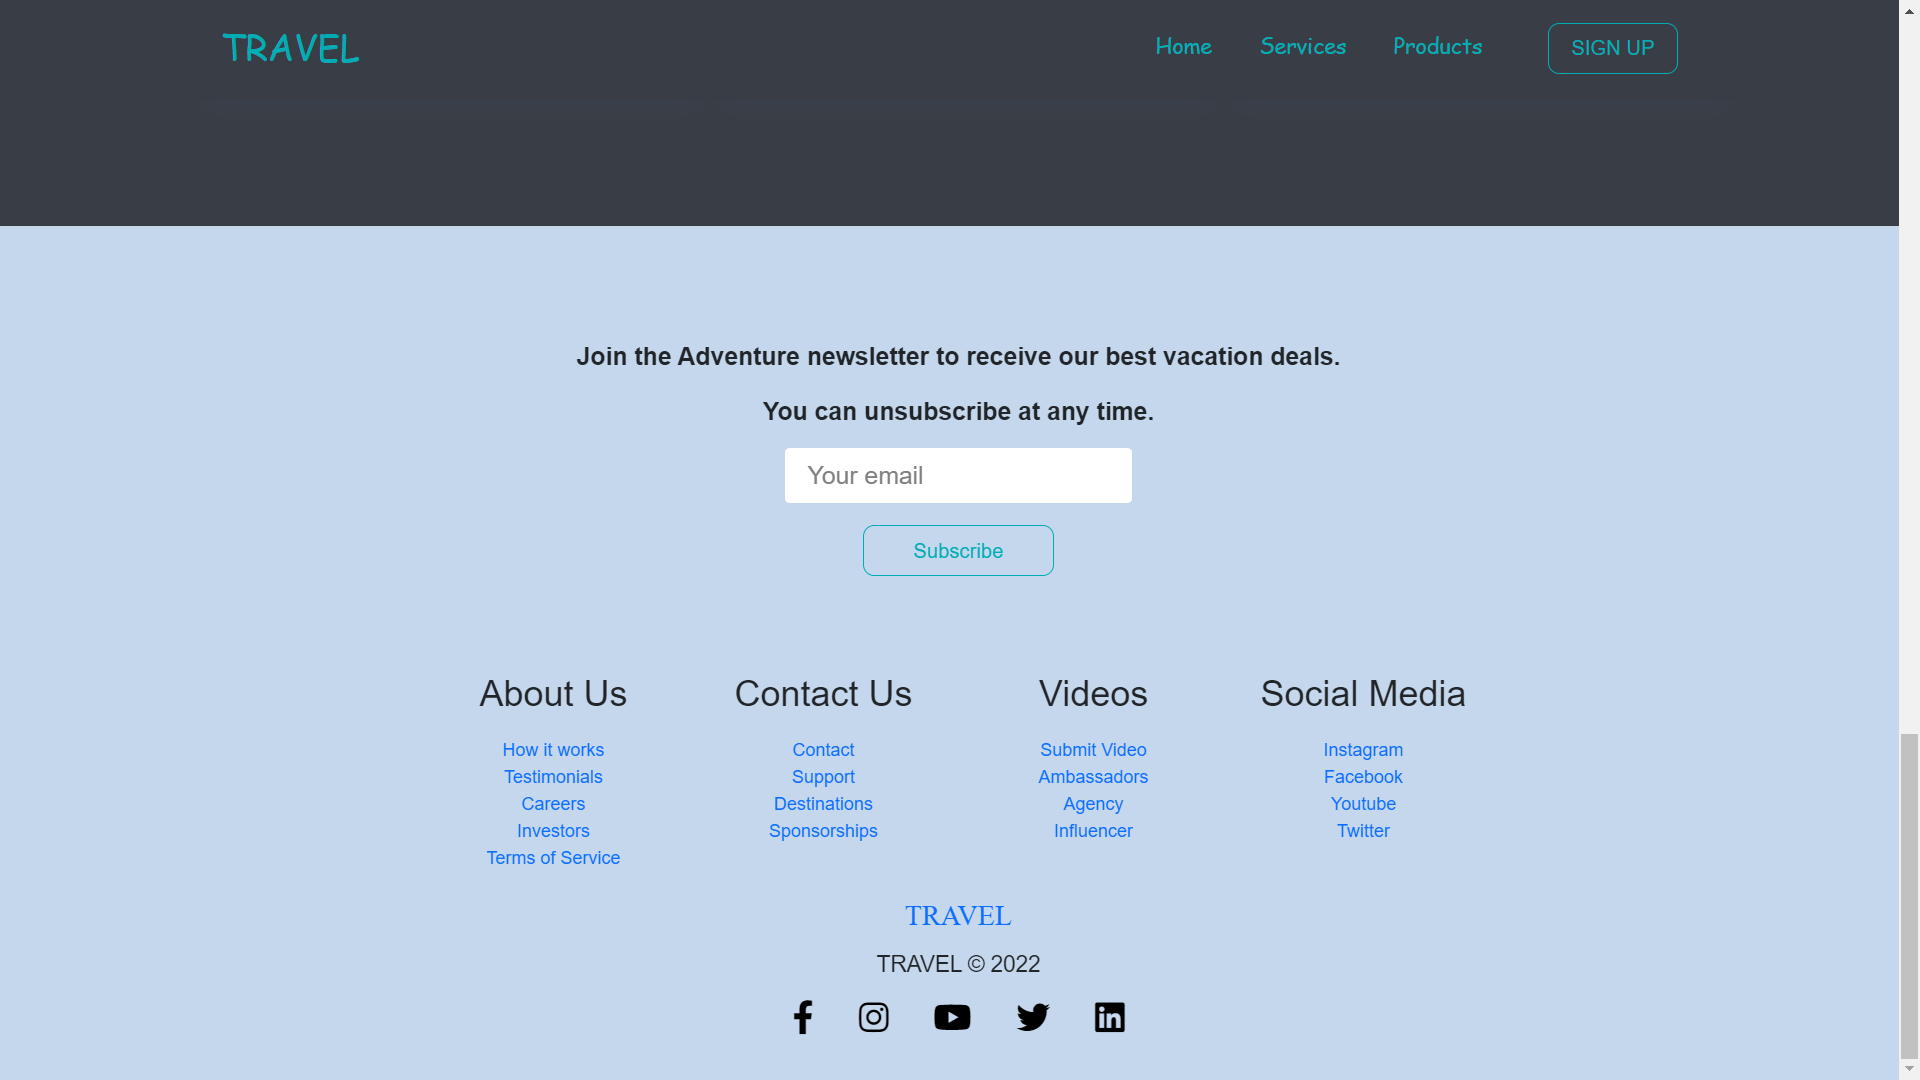 TRAVEL
Home Services Products SIGN UP
Join the Adventure newsletter to receive our best vacation deals.
You can unsubscribe at any time.
Your email
Subscribe
About Us
How it works
Testimonials
Careers
Investors
Terms of Service
Contact Us
Contact
Support
Destinations
Sponsorships
Videos
Submit Video
Ambassadors
Agency
Influencer
Social Media
Instagram
Facebook
Youtube
Twitter
TRAVEL
TRAVEL © 2022